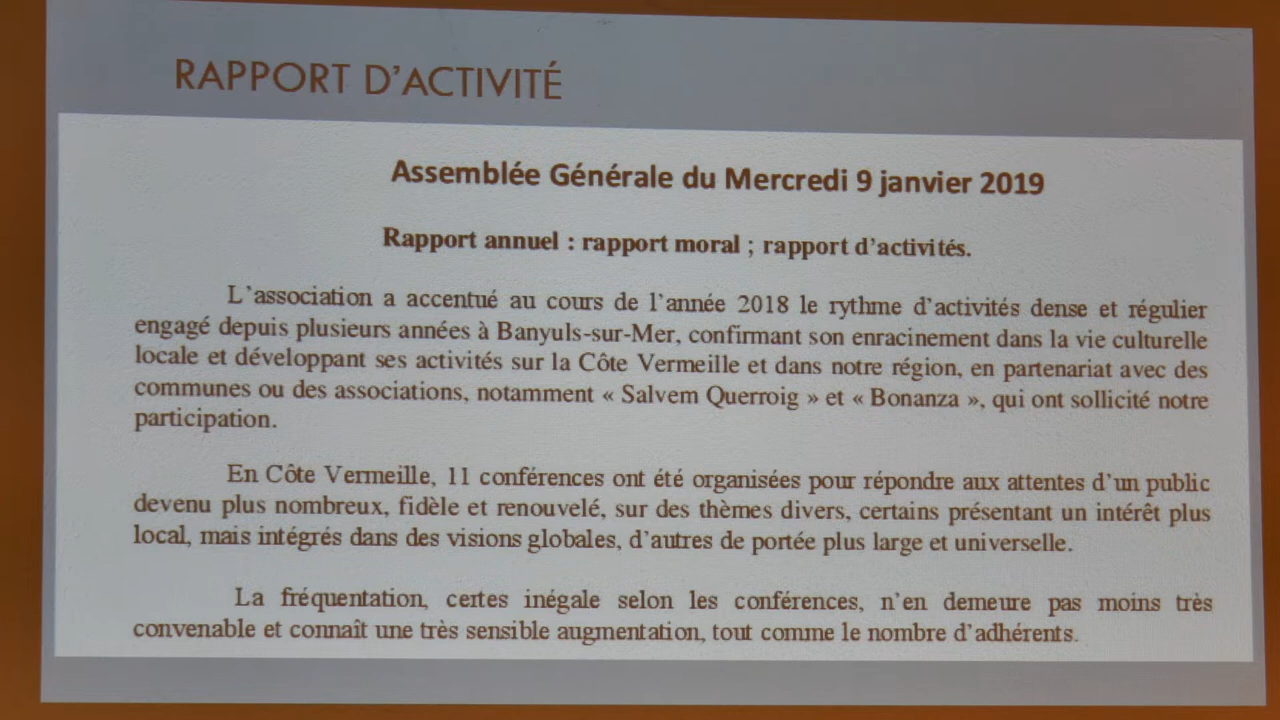 RAPPORT D'ACTIVITÉ
Assemblée Générale du Mercredi 9 janvier 2019
Rapport annuel : rapport moral ; rapport d'activités.
L'association a accentué au cours de l'année 2018 le rythme d'activités dense et régulier
engagé depuis plusieurs années à Banyuls-sur-Mer, confirmant son enracinement dans la vie culturelle
locale et développant ses activités sur la Côte Vermeille et dans notre région, en partenariat avec des
communes ou des associations, notamment « Salvem Querroig » et « Bonanza », qui ont sollicité notre
participation.
En Côte Vermeille, 11 conférences ont été organisées pour répondre aux attentes d'un public
devenu plus nombreux, fidèle et renouvelé, sur des thèmes divers, certains présentant un intérêt plus
local, mais intégrés dans des visions globales, d'autres de portée plus large et universelle.
La fréquentation, certes inégale selon les conférences, n'en demeure pas moins très
convenable et connaît une très sensible augmentation, tout comme le nombre d'adhérents.